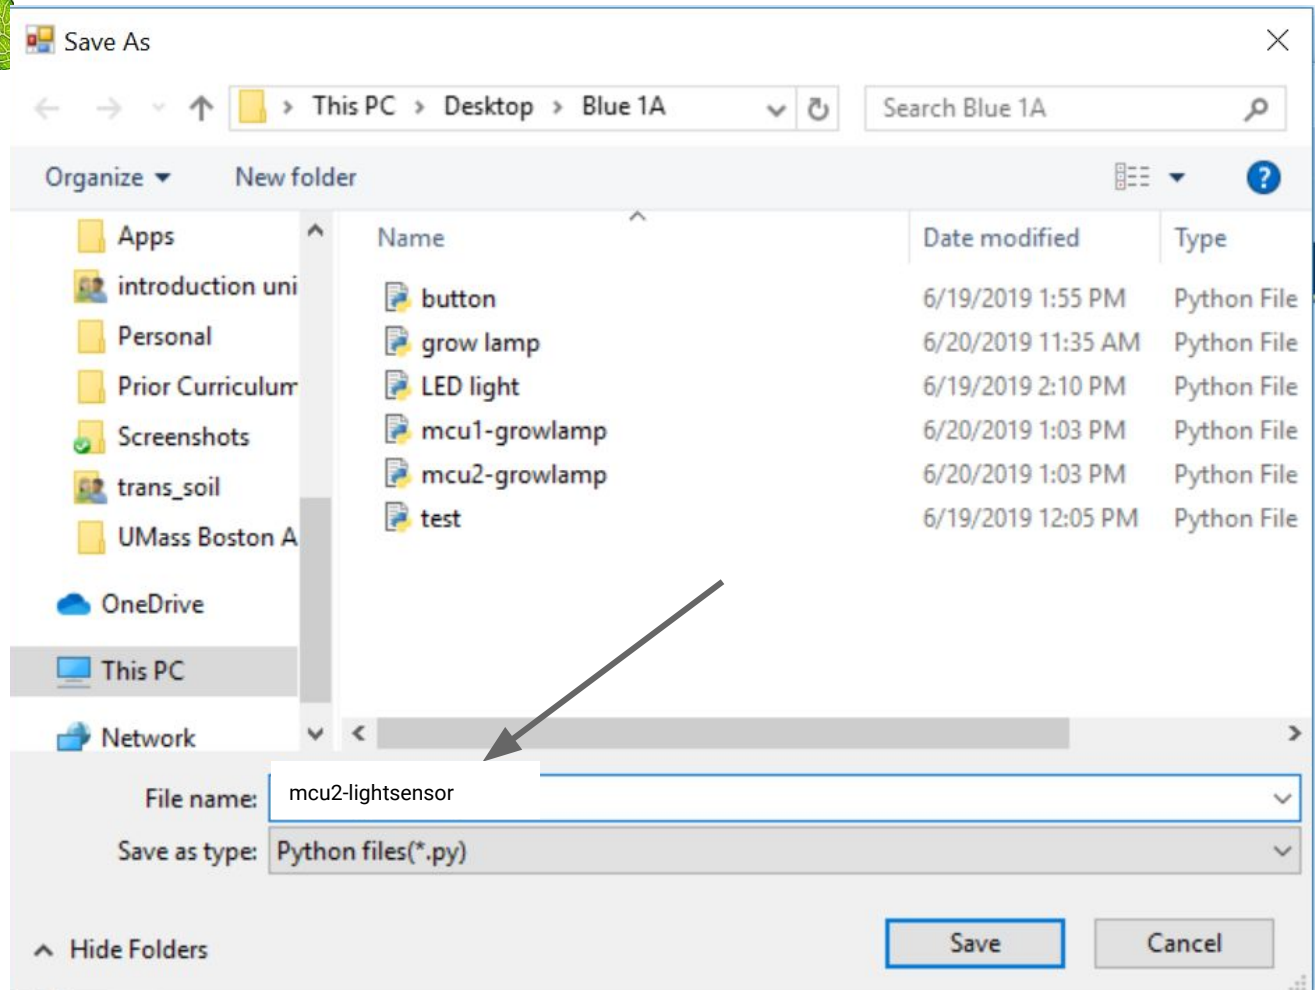 Save As
This PC > Desktop > Blue 1A
Search Blue 1A
Organize
New folder
?
Apps
introduction uni
Personal
Prior Curriculum
Screenshots
trans_soil
UMass Boston A
OneDrive
This PC
Network
Name Date modified Type
button 6/19/2019 1:55 PM Python File
grow lamp 6/20/2019 11:35 AM Python File
LED light 6/19/2019 2:10 PM Python File
mcu1-growlamp 6/20/2019 1:03 PM Python File
mcu2-growlamp 6/20/2019 1:03 PM Python File
test 6/19/2019 12:05 PM Python File
File name: mcu2-lightsensor
Save as type: Python files(*.py)
Hide Folders
Save
Cancel